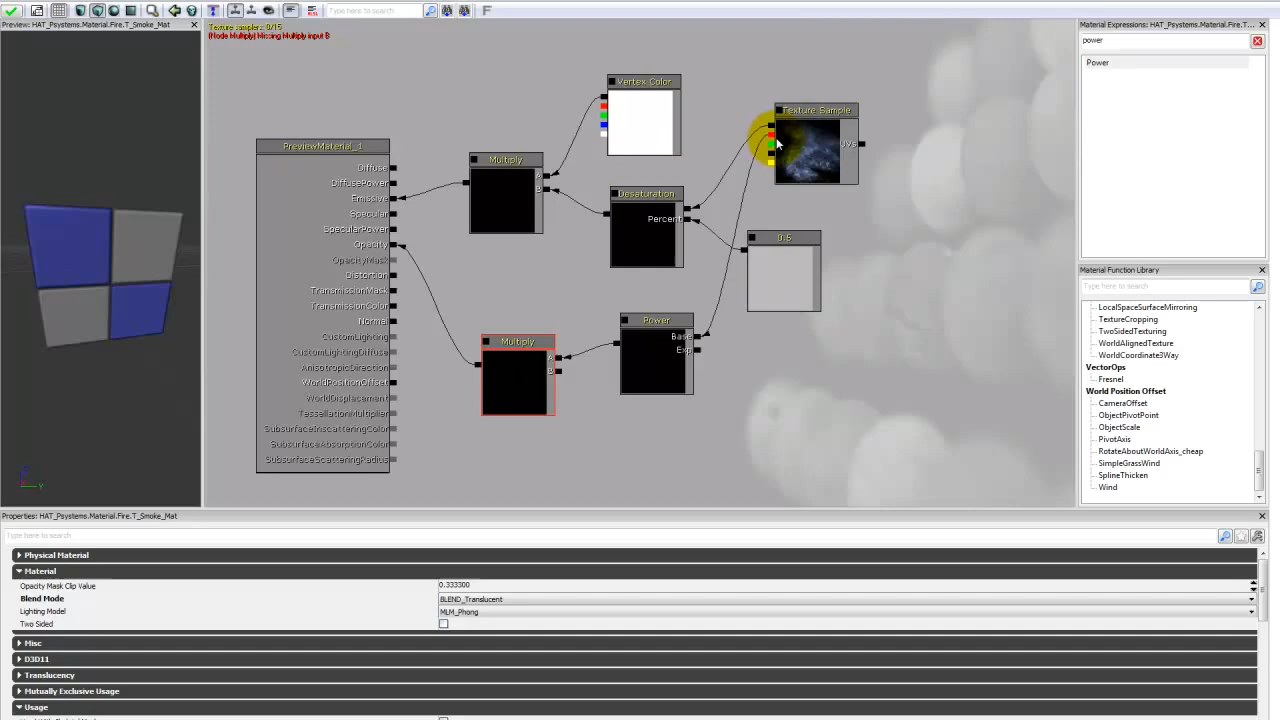 Type here to search
Preview: HAT_Psystems.Material.Fire.T_Smoke_Mat
Texture samplers: 0/15
(Node Multiply) Missing Multiply input B
Material Expressions: HAT_Psystems.Material.Fire.T...
power
Power
PreviewMaterial_1
Diffuse
DiffusePower
Emissive
Specular
SpecularPower
Opacity
OpacityMask
Distortion
TransmissionMask
TransmissionColor
Normal
CustomLighting
CustomLightingDiffuse
AnisotropicDirection
WorldPositionOffset
WorldDisplacement
TessellationMultiplier
SubsurfaceInscatteringColor
SubsurfaceAbsorptionColor
SubsurfaceScatteringRadius
Multiply
A
B
Vertex Color
Desaturation
Percent
Texture Sample
UVs
0.5
Multiply
A
B
Power
Base
Exp
Material Function Library
Type here to search
LocalSpaceSurfaceMirroring
TextureCropping
TwoSidedTexturing
WorldAlignedTexture
WorldCoordinate3Way
VectorOps
Fresnel
World Position Offset
CameraOffset
ObjectPivotPoint
ObjectScale
PivotAxis
RotateAboutWorldAxis_cheap
SimpleGrassWind
SplineThicken
Wind
Properties: HAT_Psystems.Material.Fire.T_Smoke_Mat
Type here to search
Physical Material
Material
Opacity Mask Clip Value 0.333300
Blend Mode BLEND_Translucent
Lighting Model MLM_Phong
Two Sided
Misc
D3D11
Translucency
Mutually Exclusive Usage
Usage